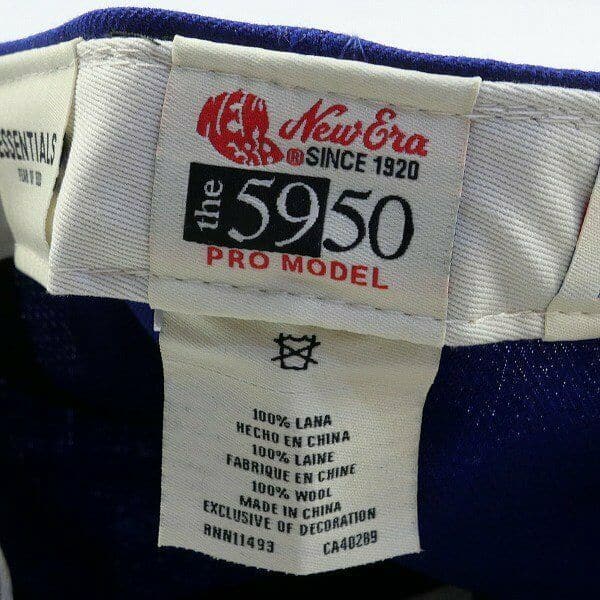 ESSENTIALS
NEW
ERA
New Era
®SINCE 1920
the 5950
PRO MODEL
100% LANA
HECHO EN CHINA
100% LAINE
FABRIQUE EN CHINE
100% WOOL
MADE IN CHINA
EXCLUSIVE OF DECORATION
RNN11493 CA40289